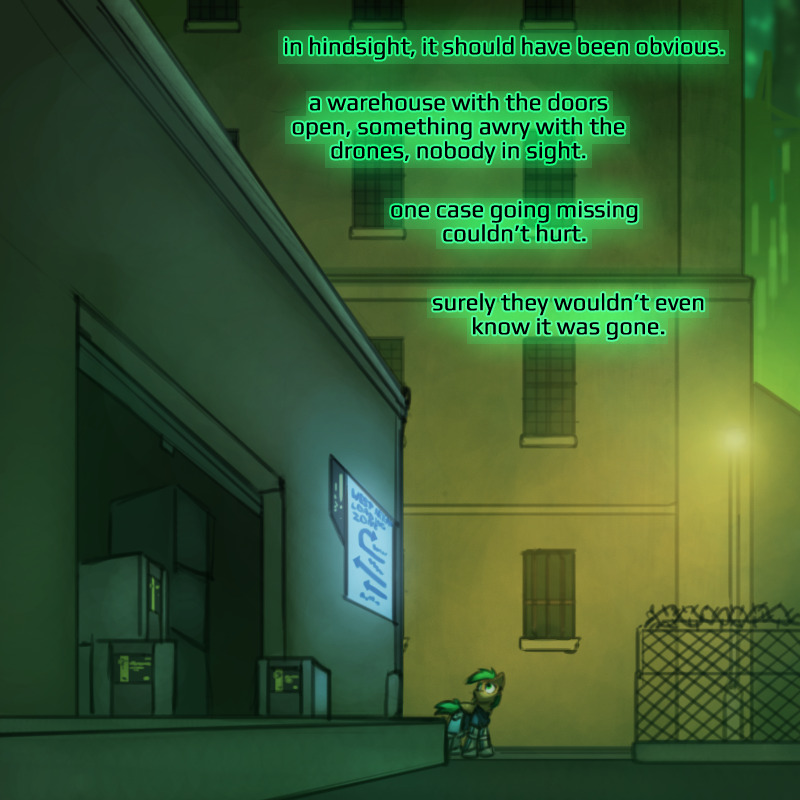 in hindsight, it should have been obvious.
a warehouse with the doors
open, something awry with the
drones, nobody in sight.
one case going missing
couldn't hurt.
surely they wouldn't even
know it was gone.